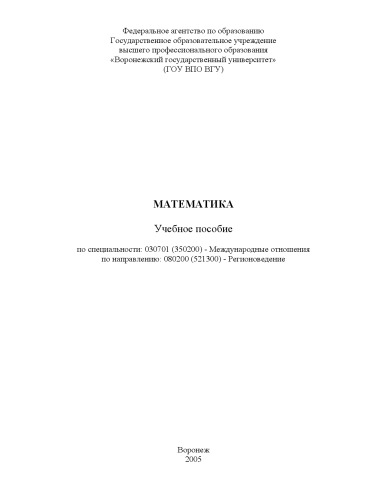 Федеральное агентство по образованию
Государственное образовательное учреждение
высшего профессионального образования
«Воронежский государственный университет»
(ГОУ ВПО ВГУ)
МАТЕМАТИКА
Учебное пособие
по специальности: 030701 (350200) - Международные отношения
по направлению: 080200 (521300) - Регионоведение
Воронеж
2005